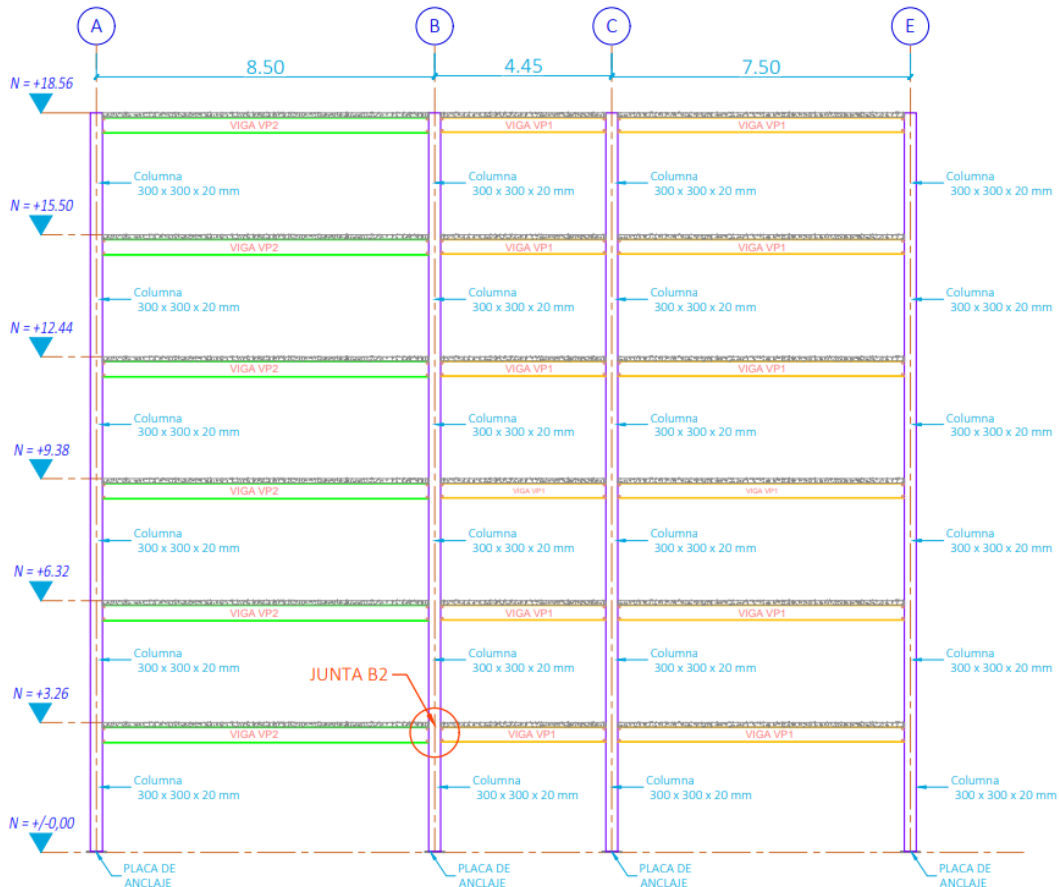 A B C E
8.50 4.45 7.50
N = +18.56
VIGA VP2 VIGA VP1 VIGA VP1
Columna Columna Columna Columna
300 x 300 x 20 mm 300 x 300 x 20 mm 300 x 300 x 20 mm 300 x 300 x 20 mm
N = +15.50
VIGA VP2 VIGA VP1 VIGA VP1
Columna Columna Columna Columna
300 x 300 x 20 mm 300 x 300 x 20 mm 300 x 300 x 20 mm 300 x 300 x 20 mm
N = +12.44
VIGA VP2 VIGA VP1 VIGA VP1
Columna Columna Columna Columna
300 x 300 x 20 mm 300 x 300 x 20 mm 300 x 300 x 20 mm 300 x 300 x 20 mm
N = +9.38
VIGA VP2 VIGA VP1 VIGA VP1
Columna Columna Columna Columna
300 x 300 x 20 mm 300 x 300 x 20 mm 300 x 300 x 20 mm 300 x 300 x 20 mm
N = +6.32
VIGA VP2 VIGA VP1 VIGA VP1
Columna Columna Columna Columna
300 x 300 x 20 mm 300 x 300 x 20 mm 300 x 300 x 20 mm 300 x 300 x 20 mm
JUNTA B2
N = +3.26
VIGA VP2 VIGA VP1 VIGA VP1
Columna Columna Columna Columna
300 x 300 x 20 mm 300 x 300 x 20 mm 300 x 300 x 20 mm 300 x 300 x 20 mm
N = +/-0,00
PLACA DE PLACA DE PLACA DE PLACA DE
ANCLAJE ANCLAJE ANCLAJE ANCLAJE